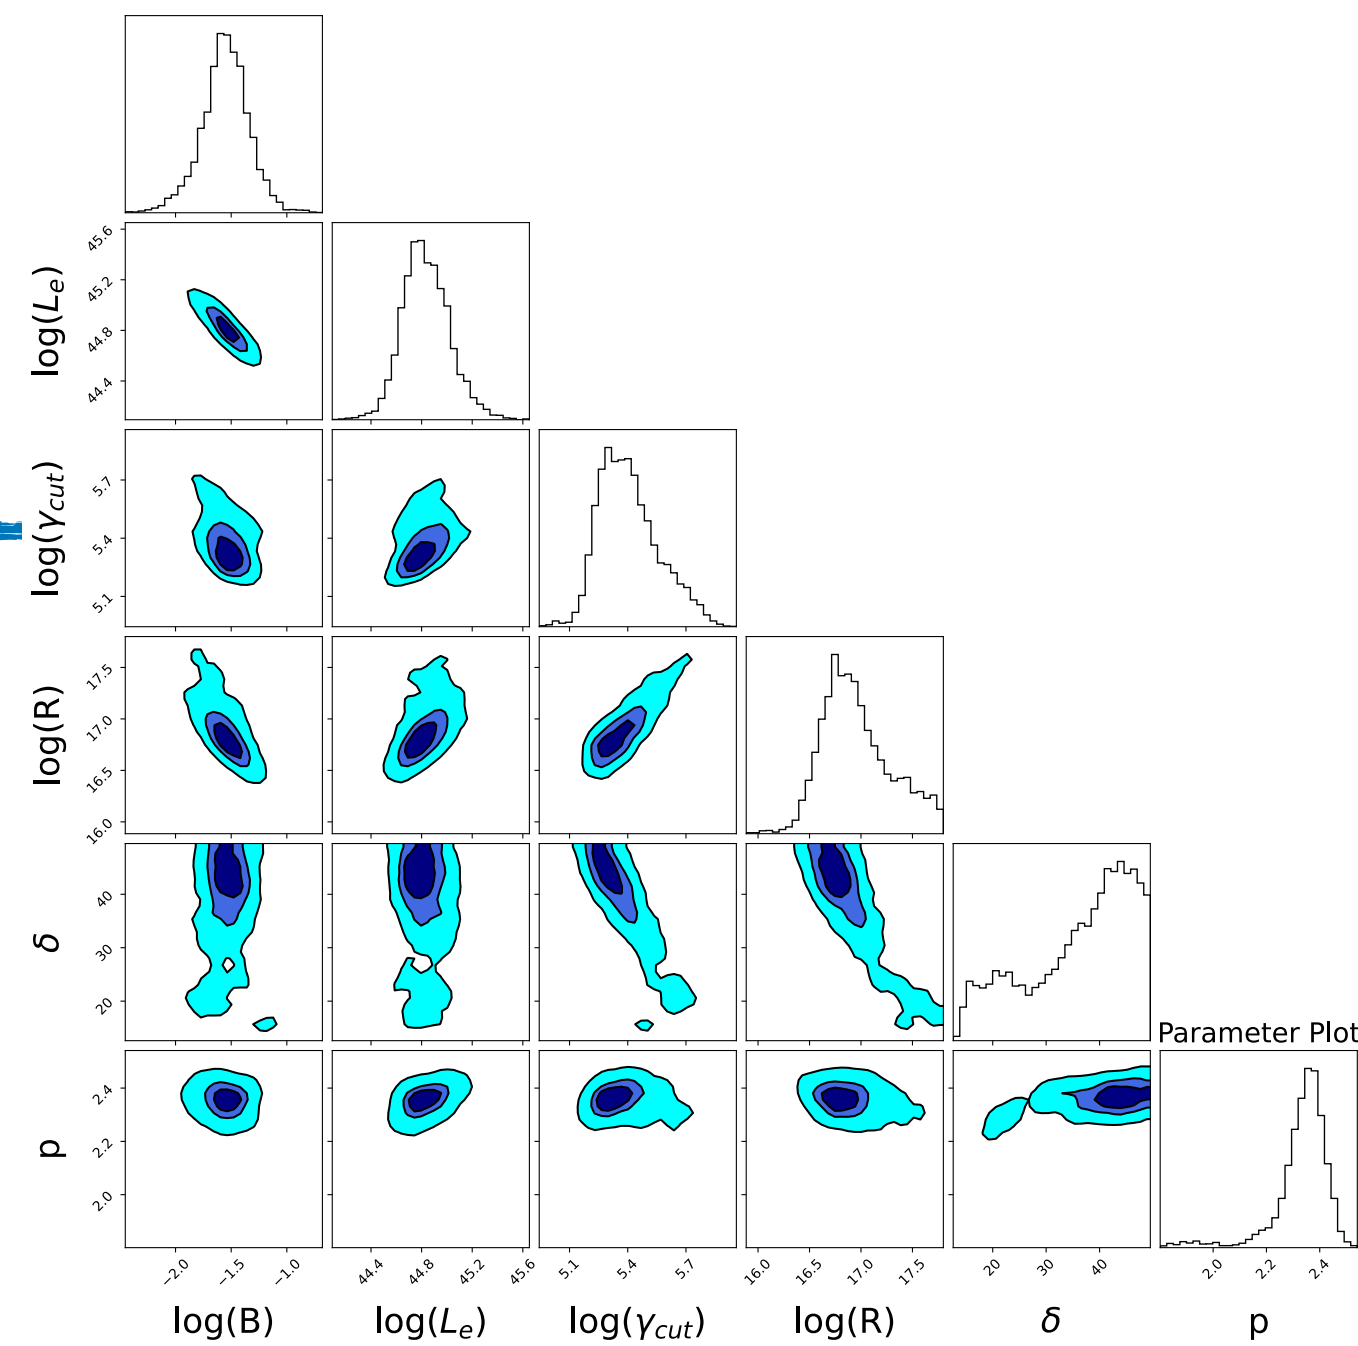 log(Lₑ)
45.6
45.2
44.8
44.4
log(γ_cut)
5.7
5.4
5.1
log(R)
17.5
17.0
16.5
16.0
δ
40
30
20
Parameter Plot
p
2.4
2.2
2.0
−2.0 −1.5 −1.0 44.4 44.8 45.2 45.6 5.1 5.4 5.7 16.0 16.5 17.0 17.5 20 30 40 2.0 2.2 2.4
log(B) log(Lₑ) log(γ_cut) log(R) δ p